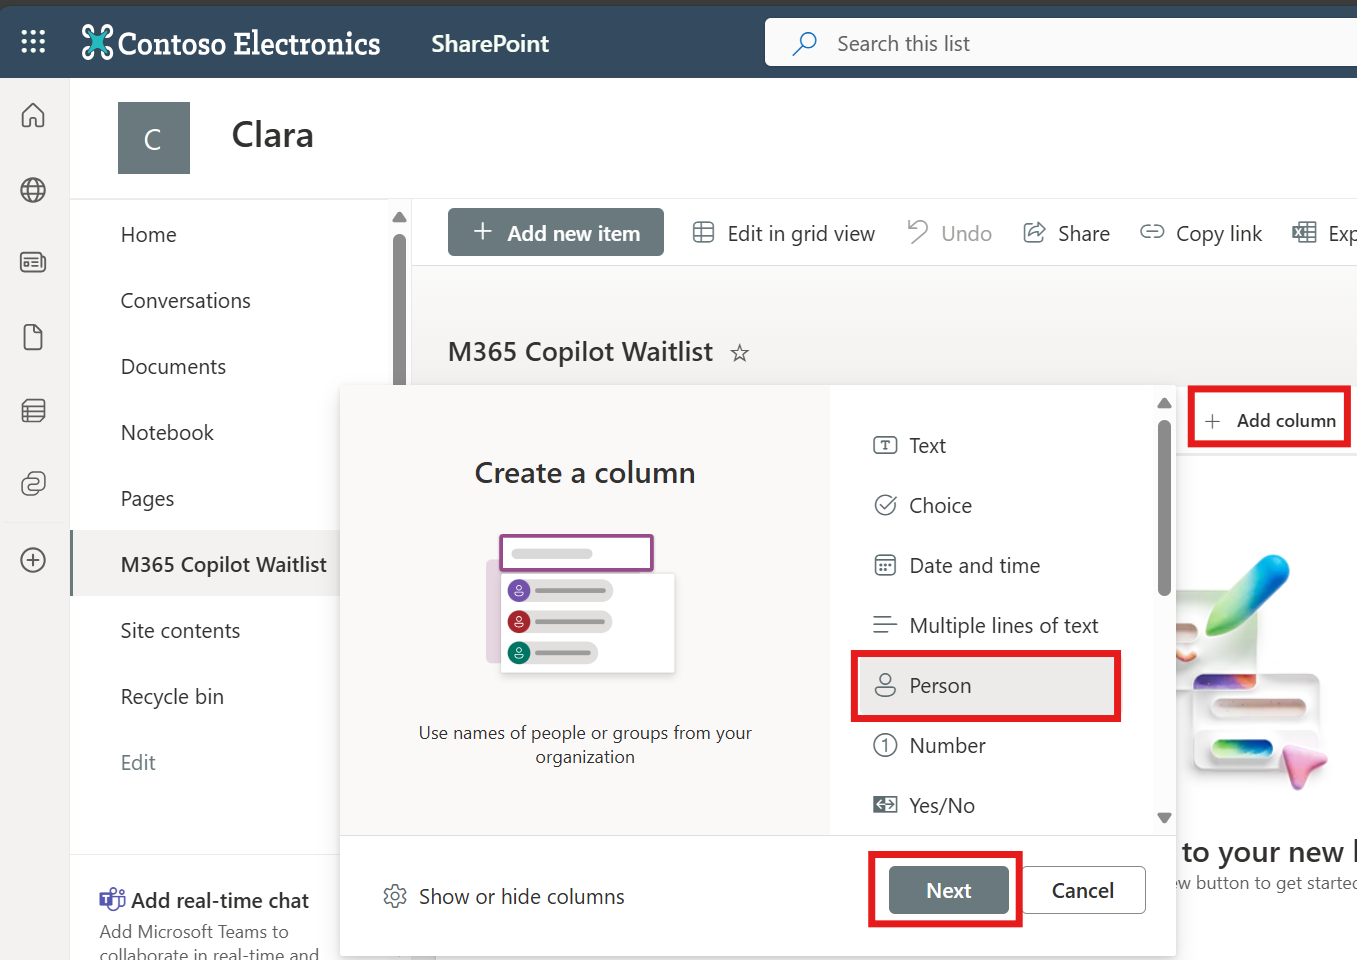 Contoso Electronics
SharePoint
Search this list
C
Clara
Home
Conversations
Documents
Notebook
Pages
M365 Copilot Waitlist
Site contents
Recycle bin
Edit
Add real-time chat
Add Microsoft Teams to
collaborate in real-time and
+ Add new item
Edit in grid view
Undo
Share
Copy link
Exp
M365 Copilot Waitlist
+ Add column
Create a column
Use names of people or groups from your
organization
Text
Choice
Date and time
Multiple lines of text
Person
Number
Yes/No
Show or hide columns
Next
Cancel
to your new
button to get started